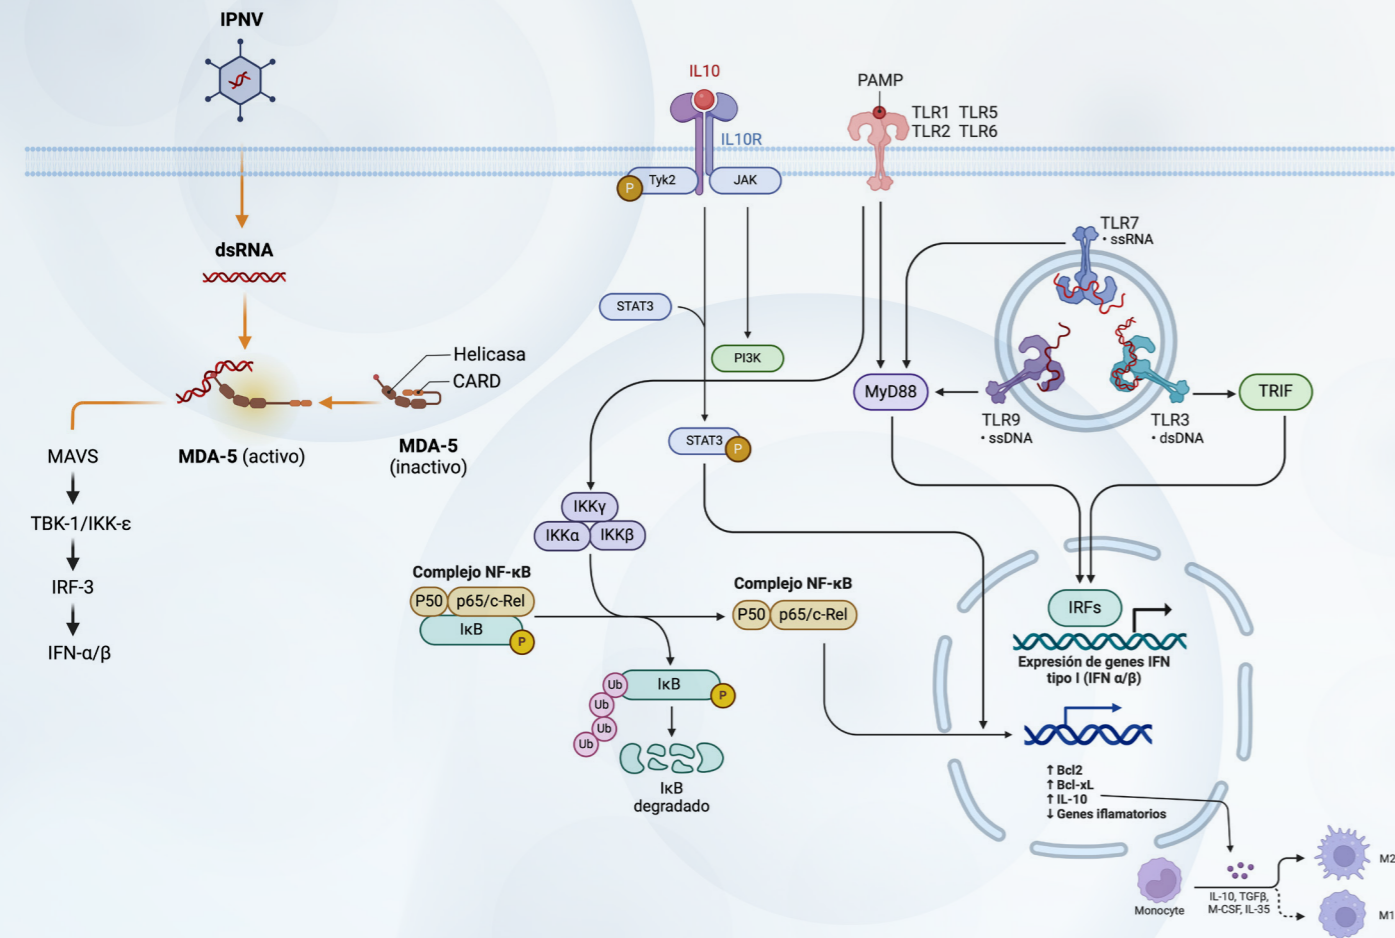 IPNV
dsRNA
Helicasa
CARD
MDA-5 (activo)
MDA-5
(inactivo)
MAVS
TBK-1/IKK-ε
IRF-3
IFN-α/β
IL10
IL10R
P
Tyk2
JAK
STAT3
PI3K
STAT3
P
PAMP
TLR1 TLR5
TLR2 TLR6
TLR7
• ssRNA
MyD88
TLR9
• ssDNA
TLR3
• dsDNA
TRIF
IKKγ
IKKα
IKKβ
Complejo NF-κB
P50
p65/c-Rel
IκB
P
Complejo NF-κB
P50
p65/c-Rel
Ub
IκB
P
Ub
Ub
Ub
IκB
degradado
IRFs
Expresión de genes IFN
tipo I (IFN α/β)
↑ Bcl2
↑ Bcl-xL
↑ IL-10
↓ Genes iflamatorios
Monocyte
IL-10, TGFβ,
M-CSF, IL-35
M2
M1